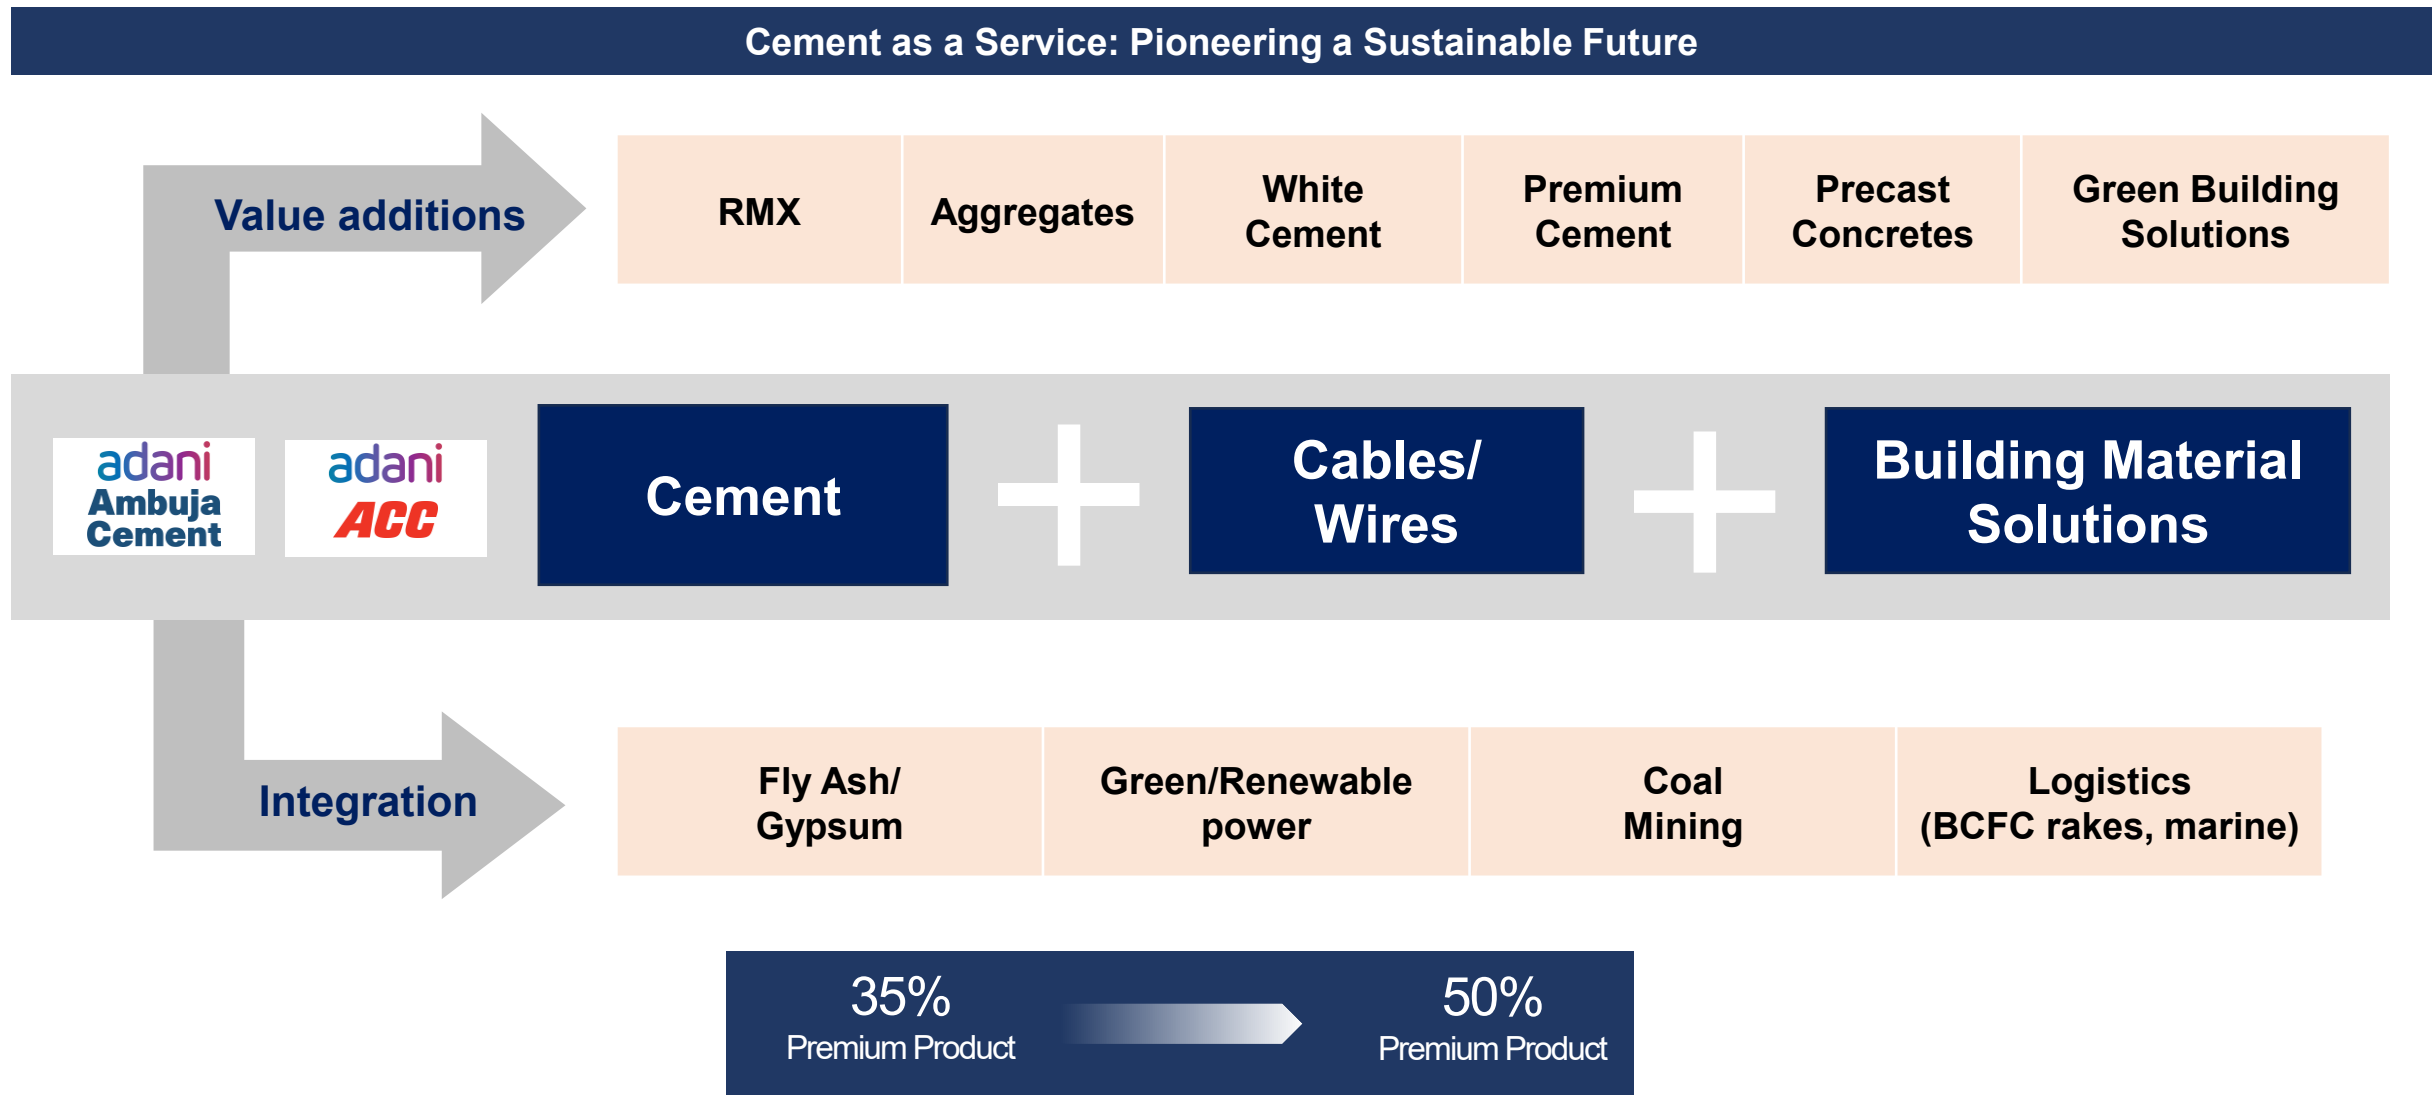 Cement as a Service: Pioneering a Sustainable Future
Value additions
RMX
Aggregates
White
Cement
Premium
Cement
Precast
Concretes
Green Building
Solutions
adani
Ambuja
Cement
adani
ACC
Cement
Cables/
Wires
Building Material
Solutions
Integration
Fly Ash/
Gypsum
Green/Renewable
power
Coal
Mining
Logistics
(BCFC rakes, marine)
35%
Premium Product
50%
Premium Product